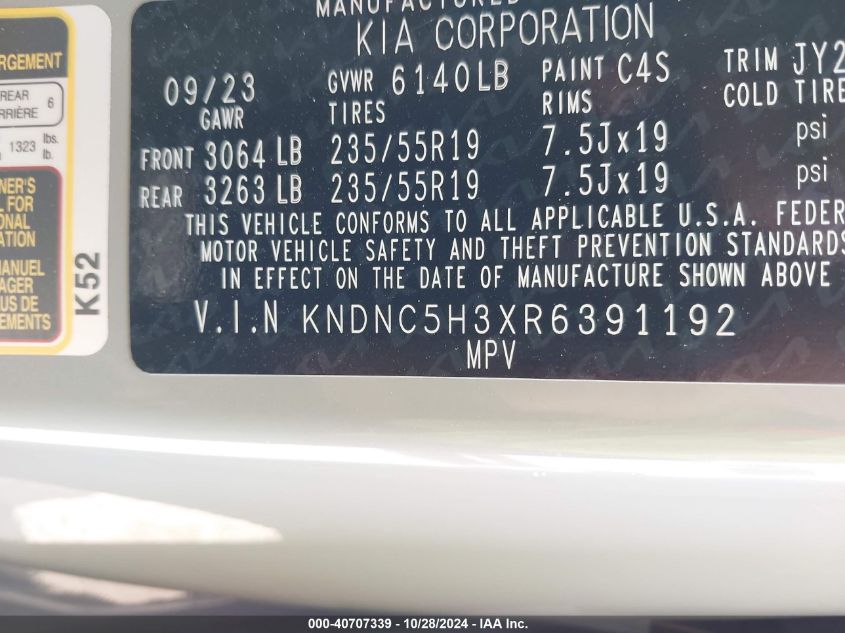 MANUFACTURED
KIA CORPORATION
09/23 GVWR 6140LB PAINT C4S TRIM JY2
GAWR TIRES RIMS COLD TIRE
FRONT 3064 LB 235/55R19 7.5Jx19 psi
REAR 3263 LB 235/55R19 7.5Jx19 psi
THIS VEHICLE CONFORMS TO ALL APPLICABLE U.S.A. FEDER
MOTOR VEHICLE SAFETY AND THEFT PREVENTION STANDARDS
IN EFFECT ON THE DATE OF MANUFACTURE SHOWN ABOVE
V.I.N KNDNC5H3XR6391192
MPV
RGEMENT
REAR 6
RRIÈRE
1323 lbs.
lb.
NER'S
L FOR
ONAL
ATION
MANUEL
AGER
US DE
EMENTS
K52
000-40707339 - 10/28/2024 - IAA Inc.